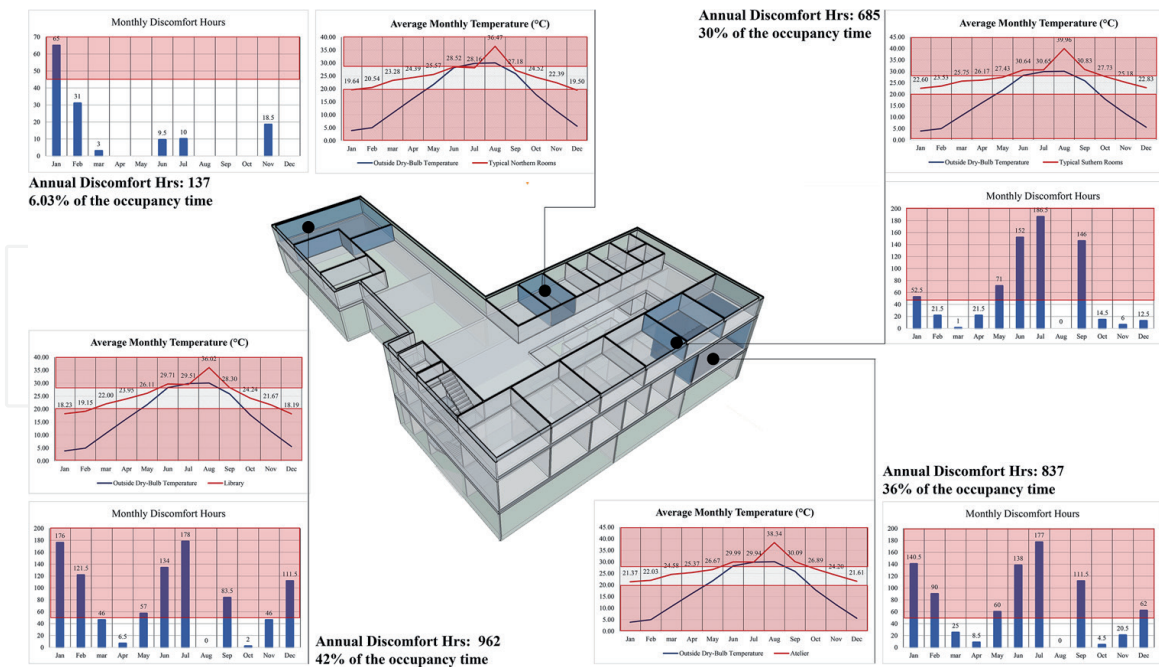 Monthly Discomfort Hours
70
60
50
40
30
20
10
0
65
31
3
9.5
10
18.5
Jan Feb mar Apr May Jun Jul Aug Sep Oct Nov Dec
Annual Discomfort Hrs: 137
6.03% of the occupancy time
Average Monthly Temperature (°C)
40.00
35.00
30.00
25.00
20.00
15.00
10.00
5.00
0.00
19.64 20.54 23.28 24.39 25.57 28.52 28.16 36.47 27.18 24.52 22.39 19.50
Jan Feb mar Apr May Jun Jul Aug Sep Oct Nov Dec
Outside Dry-Bulb Temperature Typical Northern Rooms
Annual Discomfort Hrs: 685
30% of the occupancy time
Average Monthly Temperature (°C)
45.00
40.00
35.00
30.00
25.00
20.00
15.00
10.00
5.00
0.00
22.60 23.53 25.75 26.17 27.43 30.64 30.65 39.96 30.83 27.73 25.18 22.83
Jan Feb mar Apr May Jun Jul Aug Sep Oct Nov Dec
Outside Dry-Bulb Temperature Typical Suthern Rooms
Monthly Discomfort Hours
200
180
160
140
120
100
80
60
40
20
0
52.5 21.5 1 21.5 71 152 186.5 0 146 14.5 6 12.5
Jan Feb mar Apr May Jun Jul Aug Sep Oct Nov Dec
Average Monthly Temperature (°C)
40.00
35.00
30.00
25.00
20.00
15.00
10.00
5.00
0.00
18.23 19.15 22.00 23.95 26.11 29.71 29.51 36.02 28.30 24.24 21.67 18.19
Jan Feb mar Apr May Jun Jul Aug Sep Oct Nov Dec
Outside Dry-Bulb Temperature Library
Monthly Discomfort Hours
200
180
160
140
120
100
80
60
40
20
0
176 121.5 46 6.5 57 134 178 0 83.5 2 46 111.5
Jan Feb mar Apr May Jun Jul Aug Sep Oct Nov Dec
Annual Discomfort Hrs: 962
42% of the occupancy time
Average Monthly Temperature (°C)
45.00
40.00
35.00
30.00
25.00
20.00
15.00
10.00
5.00
0.00
21.37 22.03 24.58 25.37 26.67 29.99 29.94 38.34 30.09 26.89 24.20 21.61
Jan Feb mar Apr May Jun Jul Aug Sep Oct Nov Dec
Outside Dry-Bulb Temperature Atelier
Annual Discomfort Hrs: 837
36% of the occupancy time
Monthly Discomfort Hours
200
180
160
140
120
100
80
60
40
20
0
140.5 90 25 8.5 60 138 177 0 111.5 4.5 20.5 62
Jan Feb mar Apr May Jun Jul Aug Sep Oct Nov Dec